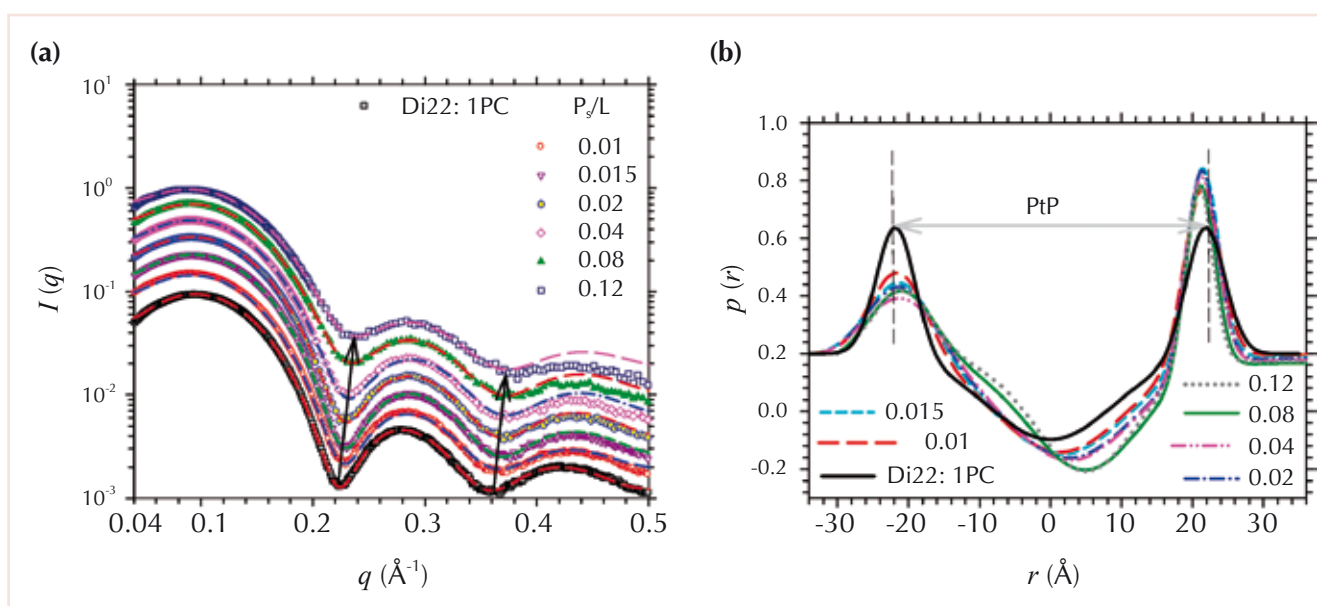 (a)
10¹
10⁰
10⁻¹
10⁻²
10⁻³
I (q)
0.04 0.1 0.2 0.3 0.4 0.5
q (Å⁻¹)
Di22: 1PC Pₛ/L
0.01
0.015
0.02
0.04
0.08
0.12
(b)
1.0
0.8
0.6
0.4
0.2
0.0
-0.2
p (r)
PtP
0.015
0.01
Di22: 1PC
0.12
0.08
0.04
0.02
-30 -20 -10 0 10 20 30
r (Å)